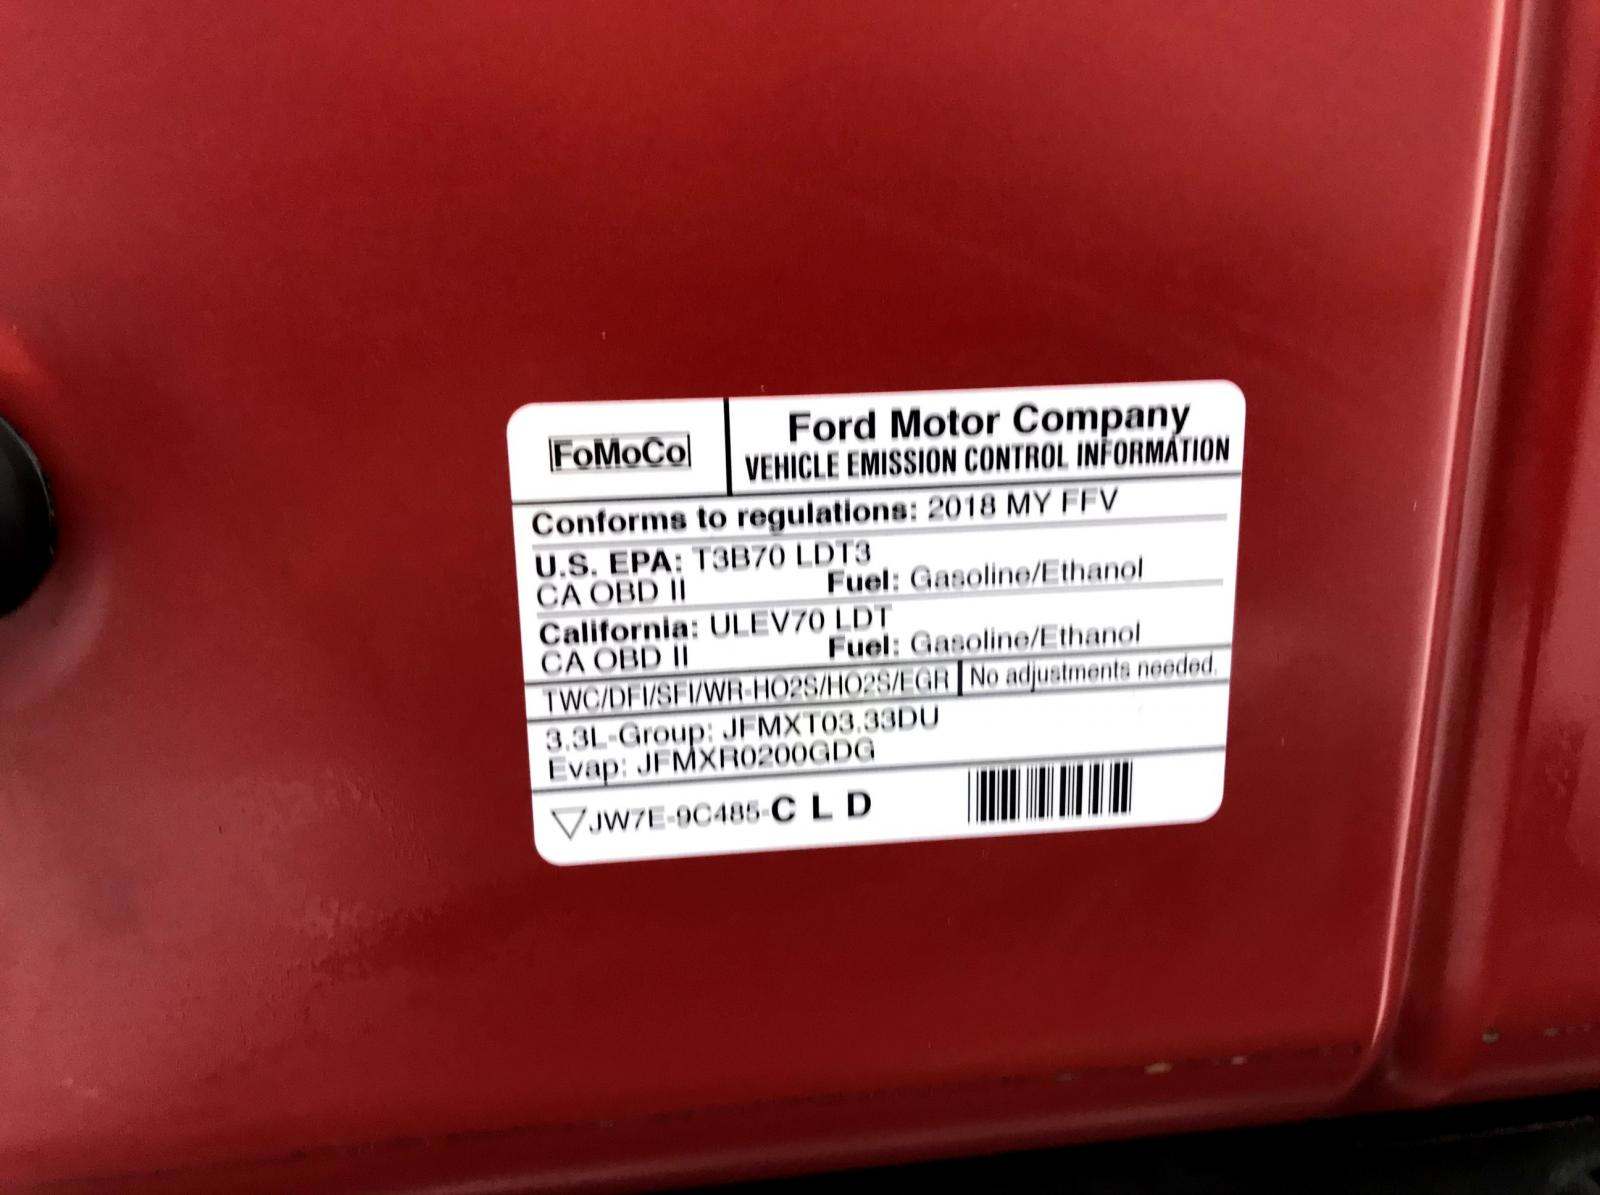 FoMoCo
Ford Motor Company
VEHICLE EMISSION CONTROL INFORMATION
Conforms to regulations: 2018 MY FFV
U.S. EPA: T3B70 LDT3
CA OBD II Fuel: Gasoline/Ethanol
California: ULEV70 LDT
CA OBD II Fuel: Gasoline/Ethanol
TWC/DFI/SFI/WR-HO2S/HO2S/EGR No adjustments needed.
3.3L-Group: JFMXT03.33DU
Evap: JFMXR0200GDG
JW7E-9C485-C L D